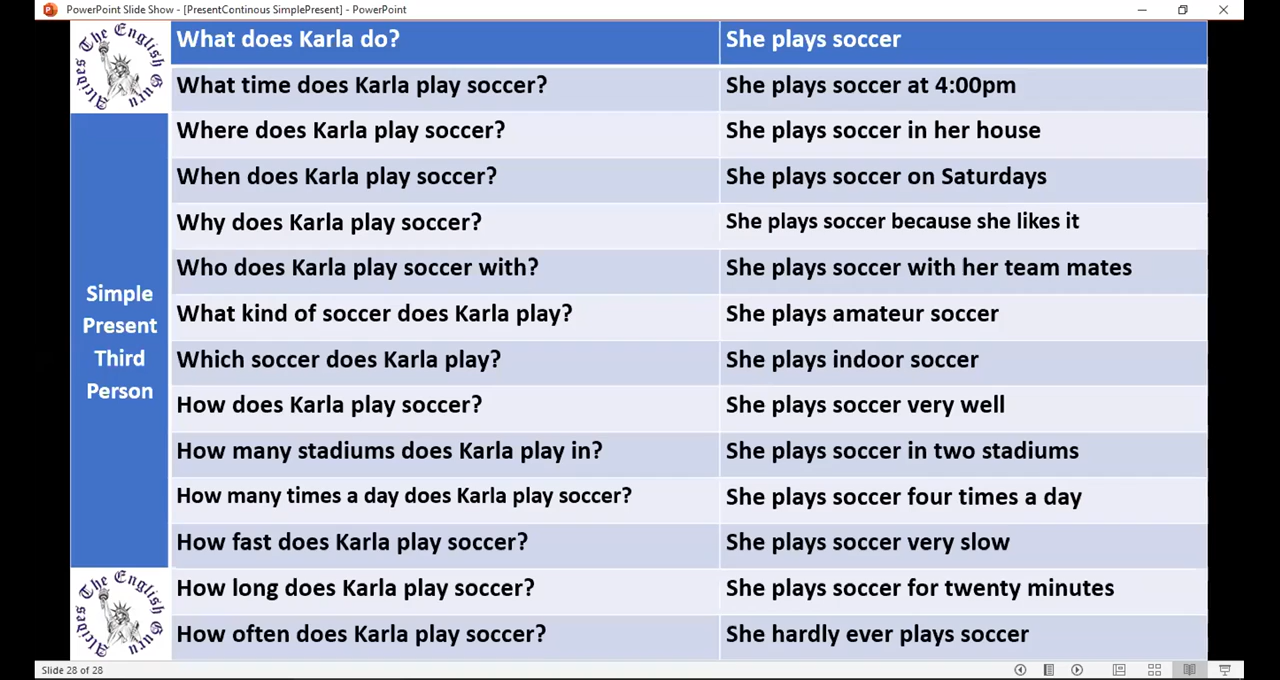 PowerPoint Slide Show - [PresentContinous SimplePresent] - PowerPoint
The English Guru Alcides
What does Karla do? She plays soccer
What time does Karla play soccer? She plays soccer at 4:00pm
Where does Karla play soccer? She plays soccer in her house
When does Karla play soccer? She plays soccer on Saturdays
Why does Karla play soccer? She plays soccer because she likes it
Who does Karla play soccer with? She plays soccer with her team mates
What kind of soccer does Karla play? She plays amateur soccer
Which soccer does Karla play? She plays indoor soccer
How does Karla play soccer? She plays soccer very well
How many stadiums does Karla play in? She plays soccer in two stadiums
How many times a day does Karla play soccer? She plays soccer four times a day
How fast does Karla play soccer? She plays soccer very slow
How long does Karla play soccer? She plays soccer for twenty minutes
How often does Karla play soccer? She hardly ever plays soccer
Simple
Present
Third
Person
The English Guru Alcides
Slide 28 of 28